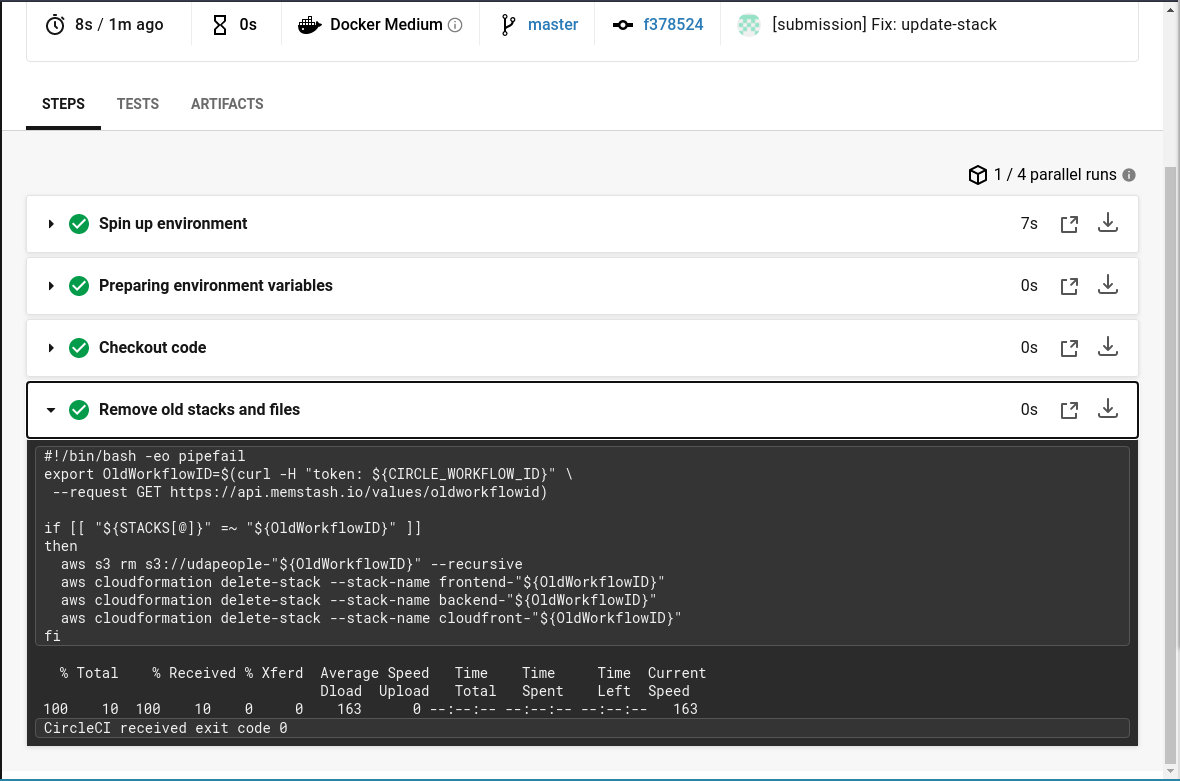 8s / 1m ago 0s Docker Medium master f378524 [submission] Fix: update-stack
STEPS TESTS ARTIFACTS
1 / 4 parallel runs
Spin up environment 7s
Preparing environment variables 0s
Checkout code 0s
Remove old stacks and files 0s
#!/bin/bash -eo pipefail
export OldWorkflowID=$(curl -H "token: ${CIRCLE_WORKFLOW_ID}" \
 --request GET https://api.memstash.io/values/oldworkflowid)

if [[ "${STACKS[@]}" =~ "${OldWorkflowID}" ]]
then
  aws s3 rm s3://udapeople-"${OldWorkflowID}" --recursive
  aws cloudformation delete-stack --stack-name frontend-"${OldWorkflowID}"
  aws cloudformation delete-stack --stack-name backend-"${OldWorkflowID}"
  aws cloudformation delete-stack --stack-name cloudfront-"${OldWorkflowID}"
fi
  % Total    % Received % Xferd  Average Speed   Time    Time     Time  Current
                                 Dload  Upload   Total   Spent    Left  Speed
100    10  100    10    0     0    163      0 --:--:-- --:--:-- --:--:--   163
CircleCI received exit code 0